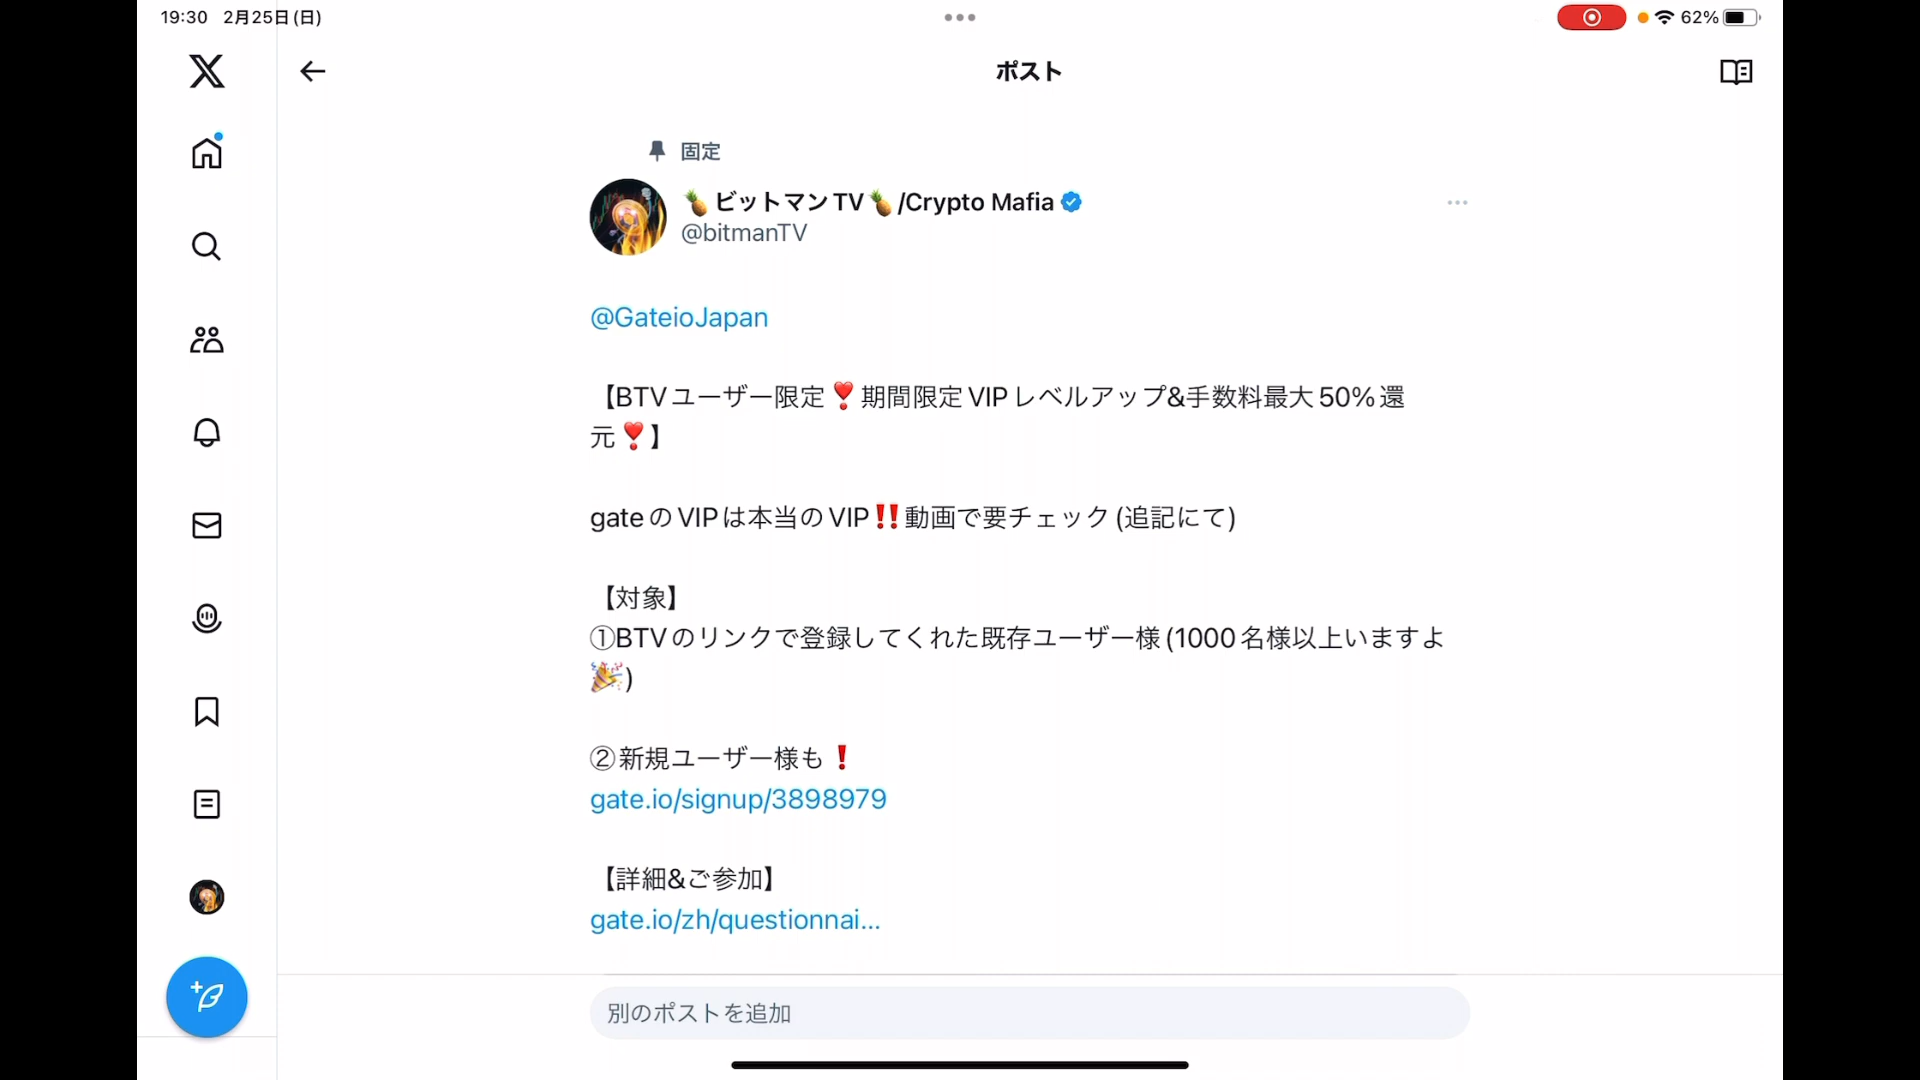 19:30 2月25日(日)
62%
ポスト
固定
🍍ビットマンTV🍍/Crypto Mafia
@bitmanTV
@GateioJapan
【BTVユーザー限定❣️期間限定VIPレベルアップ&手数料最大50%還
元❣️】
gateのVIPは本当のVIP‼️動画で要チェック(追記にて)
【対象】
①BTVのリンクで登録してくれた既存ユーザー様(1000名様以上いますよ
🎉)
②新規ユーザー様も❗
gate.io/signup/3898979
【詳細&ご参加】
gate.io/zh/questionnai...
別のポストを追加